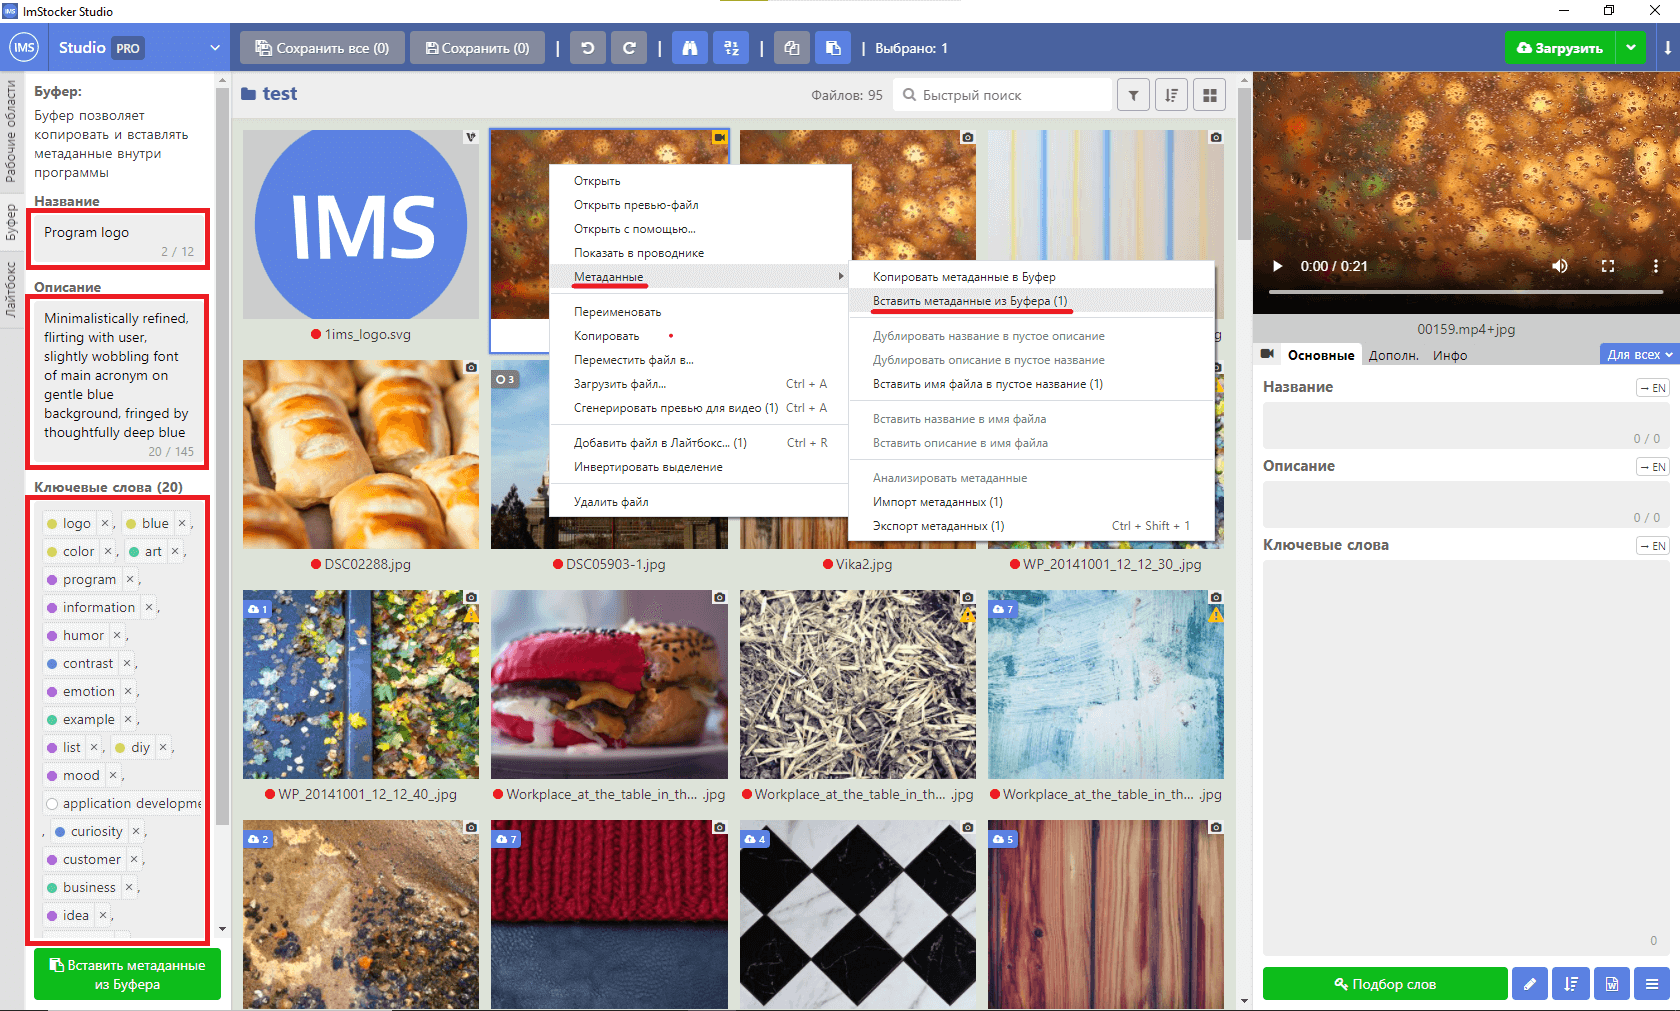 ImStocker Studio
IMS
Studio PRO
Сохранить все (0)
Сохранить (0)
Выбрано: 1
Загрузить
Рабочие области
Буфер
Лайтбокс
Буфер:
Буфер позволяет
копировать и вставлять
метаданные внутри
программы
Название
Program logo
2 / 12
Описание
Minimalistically refined,
flirting with user,
slightly wobbling font
of main acronym on
gentle blue
background, fringed by
thoughtfully deep blue
20 / 145
Ключевые слова (20)
logo ×, blue ×,
color ×, art ×,
program ×,
information ×,
humor ×,
contrast ×,
emotion ×,
example ×,
list ×, diy ×,
mood ×,
application developme
, curiosity ×,
customer ×,
business ×,
idea ×,
Вставить метаданные
из Буфера
test
Файлов: 95
Быстрый поиск
IMS
1ims_logo.svg
g
Открыть
Открыть превью-файл
Открыть с помощью...
Показать в проводнике
Метаданные
Переименовать
Копировать
Переместить файл в...
Загрузить файл... Ctrl + A
Сгенерировать превью для видео (1) Ctrl + A
Добавить файл в Лайтбокс... (1) Ctrl + R
Инвертировать выделение
Удалить файл
Копировать метаданные в Буфер
Вставить метаданные из Буфера (1)
Дублировать название в пустое описание
Дублировать описание в пустое название
Вставить имя файла в пустое название (1)
Вставить название в имя файла
Вставить описание в имя файла
Анализировать метаданные
Импорт метаданных (1)
Экспорт метаданных (1) Ctrl + Shift + 1
3
DSC02288.jpg
DSC05903-1.jpg
Vika2.jpg
WP_20141001_12_12_30_.jpg
1
7
WP_20141001_12_12_40_.jpg
Workplace_at_the_table_in_th... .jpg
Workplace_at_the_table_in_th... .jpg
Workplace_at_the_table_in_th... .jpg
2
7
4
5
0:00 / 0:21
00159.mp4+jpg
Основные
Дополн.
Инфо
Для всех
Название
→ EN
0 / 0
Описание
→ EN
0 / 0
Ключевые слова
→ EN
0
Подбор слов